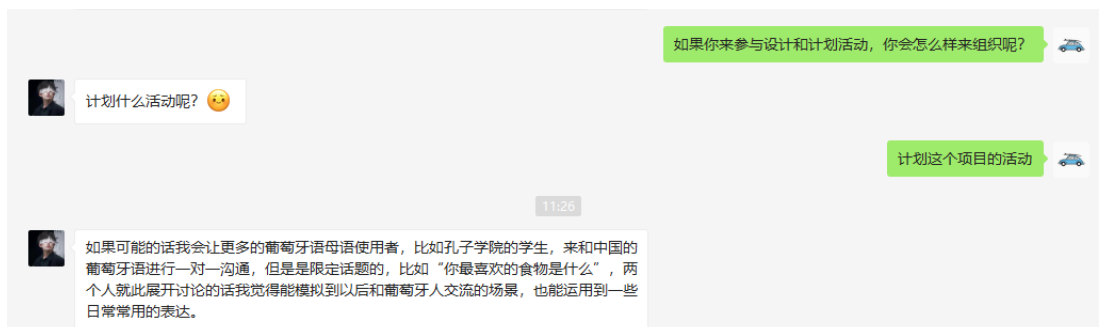 如果你来参与设计和计划活动，你会怎么样来组织呢？
计划什么活动呢？
计划这个项目的活动
11:26
如果可能的话我会让更多的葡萄牙语母语使用者，比如孔子学院的学生，来和中国的
葡萄牙语进行一对一沟通，但是是限定话题的，比如“你最喜欢的食物是什么”，两
个人就此展开讨论的话我觉得能模拟到以后和葡萄牙人交流的场景，也能运用到一些
日常常用的表达。